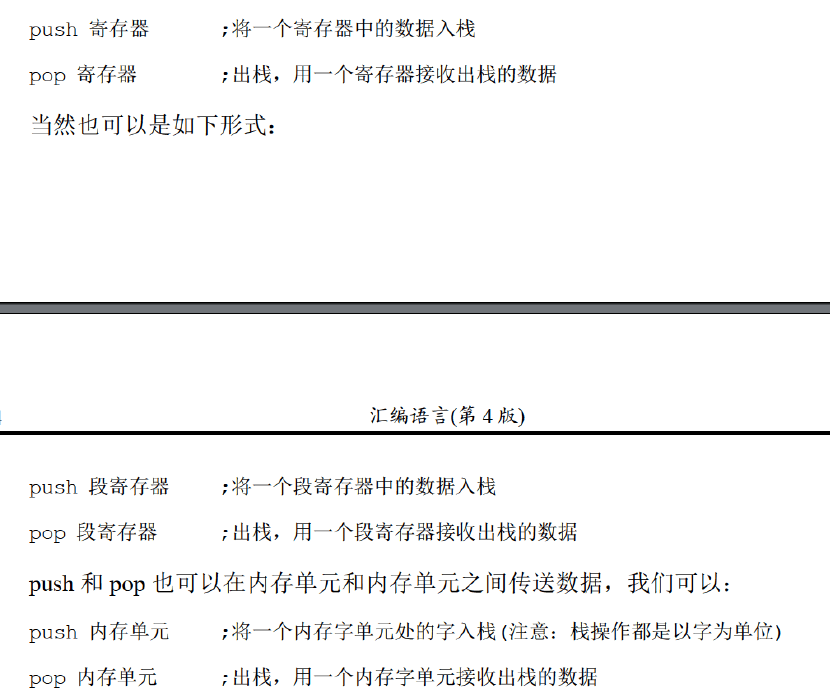 push 寄存器 ;将一个寄存器中的数据入栈
pop 寄存器 ;出栈，用一个寄存器接收出栈的数据
当然也可以是如下形式：
汇编语言(第 4 版)
push 段寄存器 ;将一个段寄存器中的数据入栈
pop 段寄存器 ;出栈，用一个段寄存器接收出栈的数据
push 和 pop 也可以在内存单元和内存单元之间传送数据，我们可以：
push 内存单元 ;将一个内存字单元处的字入栈(注意：栈操作都是以字为单位)
pop 内存单元 ;出栈，用一个内存字单元接收出栈的数据